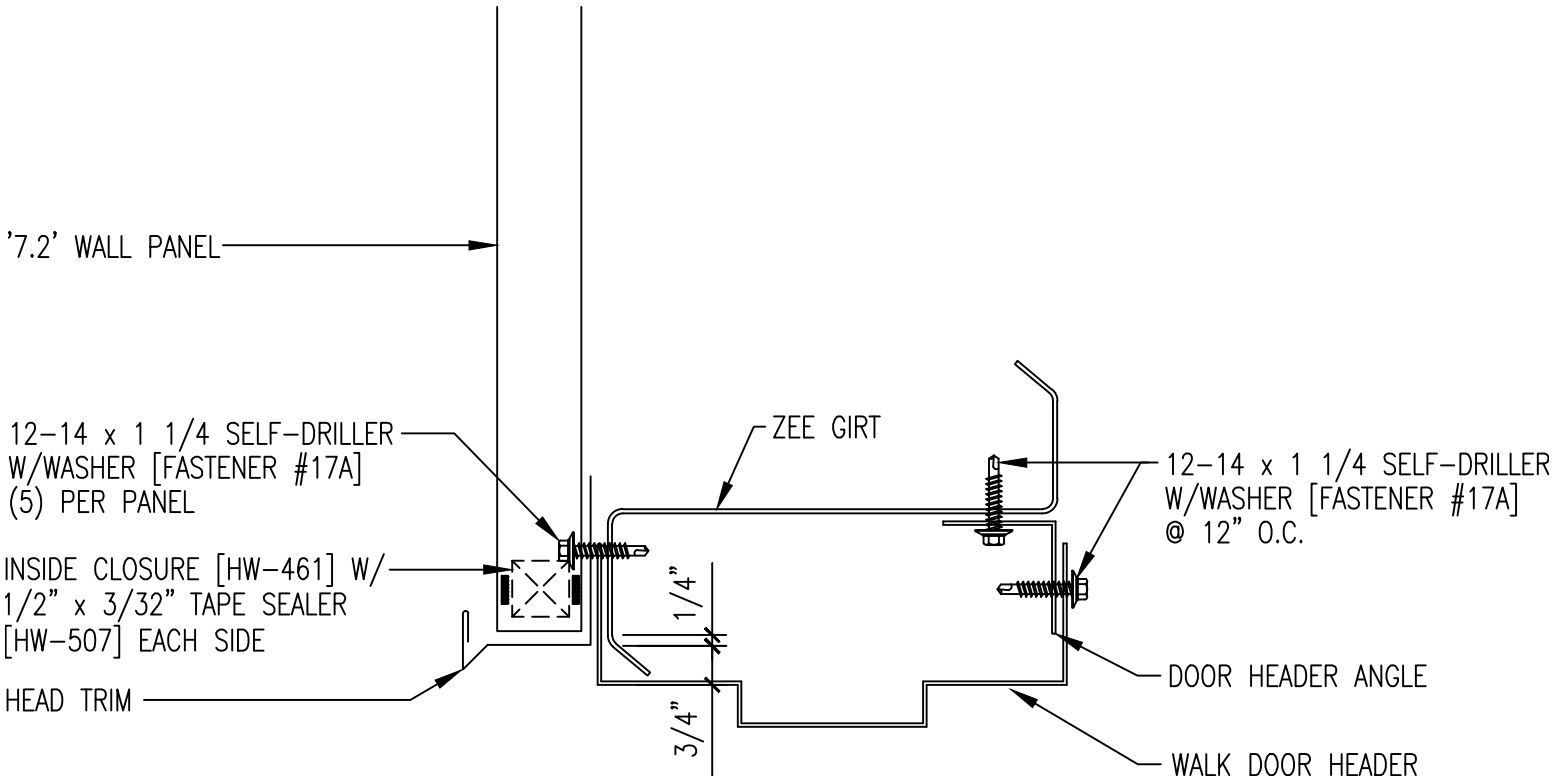 '7.2' WALL PANEL
12-14 x 1 1/4 SELF-DRILLER
W/WASHER [FASTENER #17A]
(5) PER PANEL
INSIDE CLOSURE [HW-461] W/
1/2" x 3/32" TAPE SEALER
[HW-507] EACH SIDE
HEAD TRIM
ZEE GIRT
1/4"
3/4"
12-14 x 1 1/4 SELF-DRILLER
W/WASHER [FASTENER #17A]
@ 12" O.C.
DOOR HEADER ANGLE
WALK DOOR HEADER